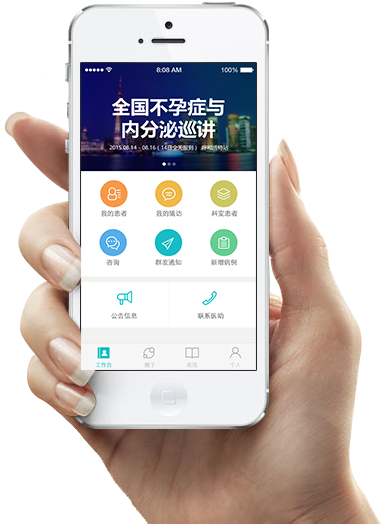 8:08 AM 100%
全国不孕症与
内分泌巡讲
2015.08.14 - 08.16 ( 14日全天报到 )
我的患者 我的随访 科室患者
咨询 群发通知 新增病例
公告信息 联系医助
工作台 圈子 资讯 个人